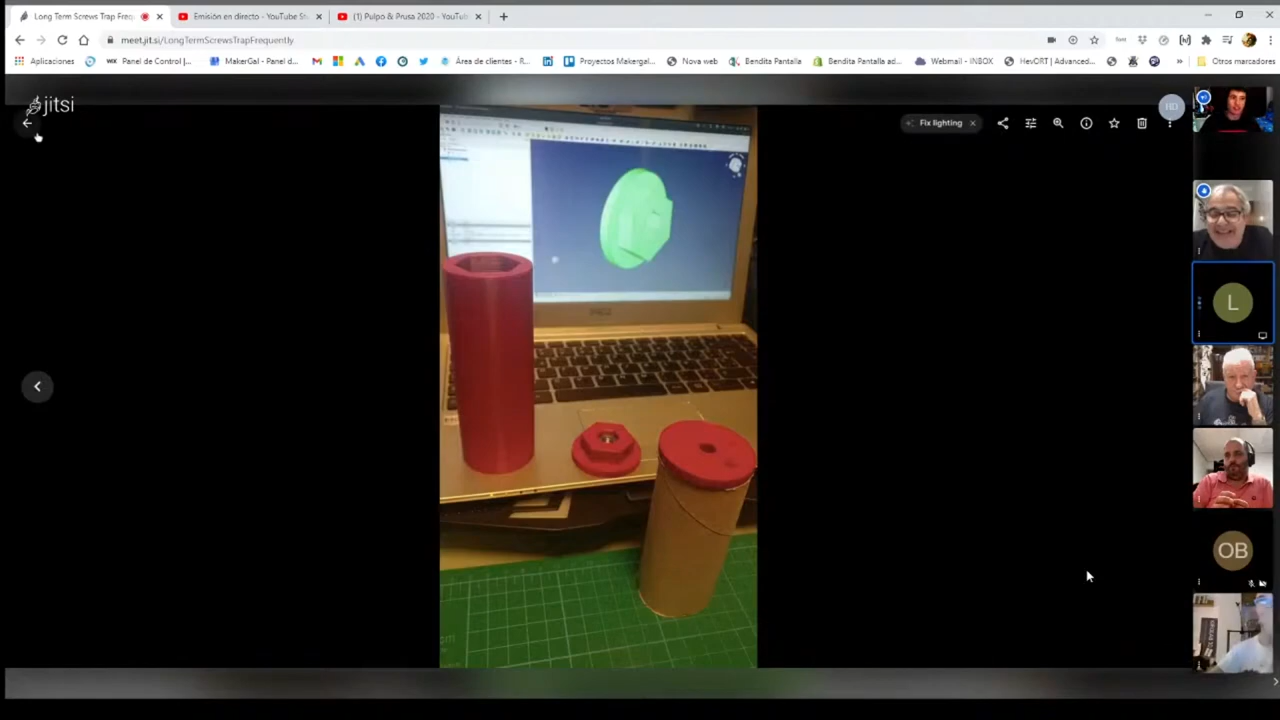 Long Term Screws Trap Freq
Emisión en directo - YouTube St
(1) Pulpo & Prusa 2020 - YouTub
meet.jit.si/LongTermScrewsTrapFrequently
Aplicaciones
Panel de Control |...
MakerGal - Panel d...
Área de clientes - R...
Proyectos Makergal...
Nova web
Bendita Pantalla
Bendita Pantalla ad...
Webmail - INBOX
HevORT | Advanced...
Otros marcadores
jitsi
Fix lighting
HD
L
OB